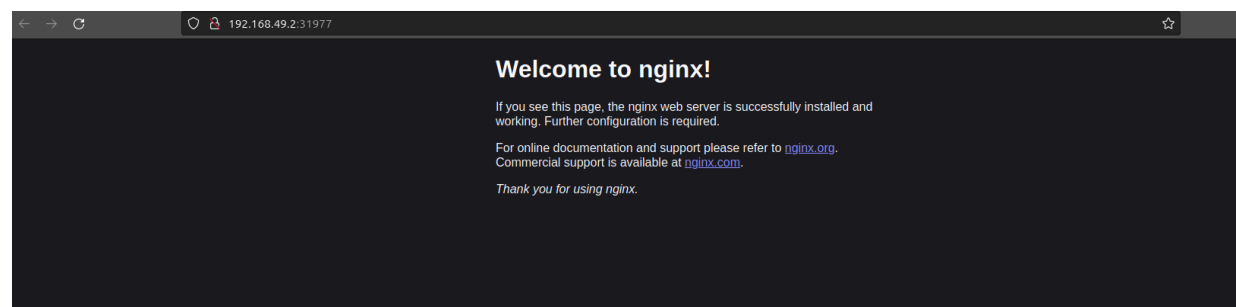 192.168.49.2:31977
Welcome to nginx!
If you see this page, the nginx web server is successfully installed and
working. Further configuration is required.
For online documentation and support please refer to nginx.org.
Commercial support is available at nginx.com.
Thank you for using nginx.